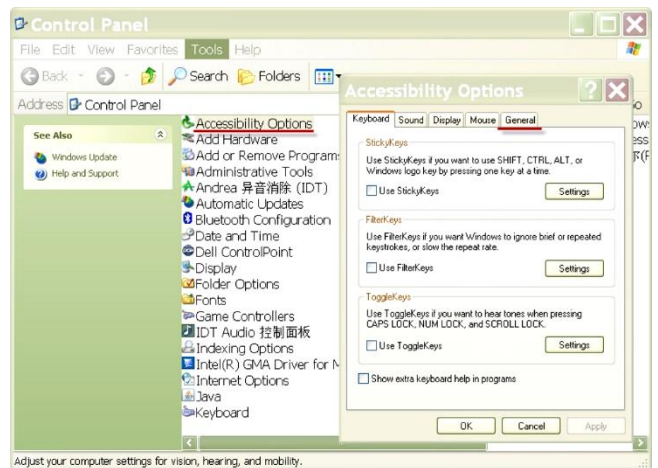 Control Panel
File Edit View Favorites Tools Help
Back Search Folders
Address Control Panel
See Also
Windows Update
Help and Support
Accessibility Options
Add Hardware
Add or Remove Program
Administrative Tools
Andrea 异音消除 (IDT)
Automatic Updates
Bluetooth Configuration
Date and Time
Dell ControlPoint
Display
Folder Options
Fonts
Game Controllers
IDT Audio 控制面板
Indexing Options
Intel(R) GMA Driver for M
Internet Options
Java
Keyboard
Accessibility Options
Keyboard Sound Display Mouse General
StickyKeys
Use StickyKeys if you want to use SHIFT, CTRL, ALT, or
Windows logo key by pressing one key at a time.
Use StickyKeys Settings
FilterKeys
Use FilterKeys if you want Windows to ignore brief or repeated
keystrokes, or slow the repeat rate.
Use FilterKeys Settings
ToggleKeys
Use ToggleKeys if you want to hear tones when pressing
CAPS LOCK, NUM LOCK, and SCROLL LOCK.
Use ToggleKeys Settings
Show extra keyboard help in programs
OK Cancel Apply
Adjust your computer settings for vision, hearing, and mobility.